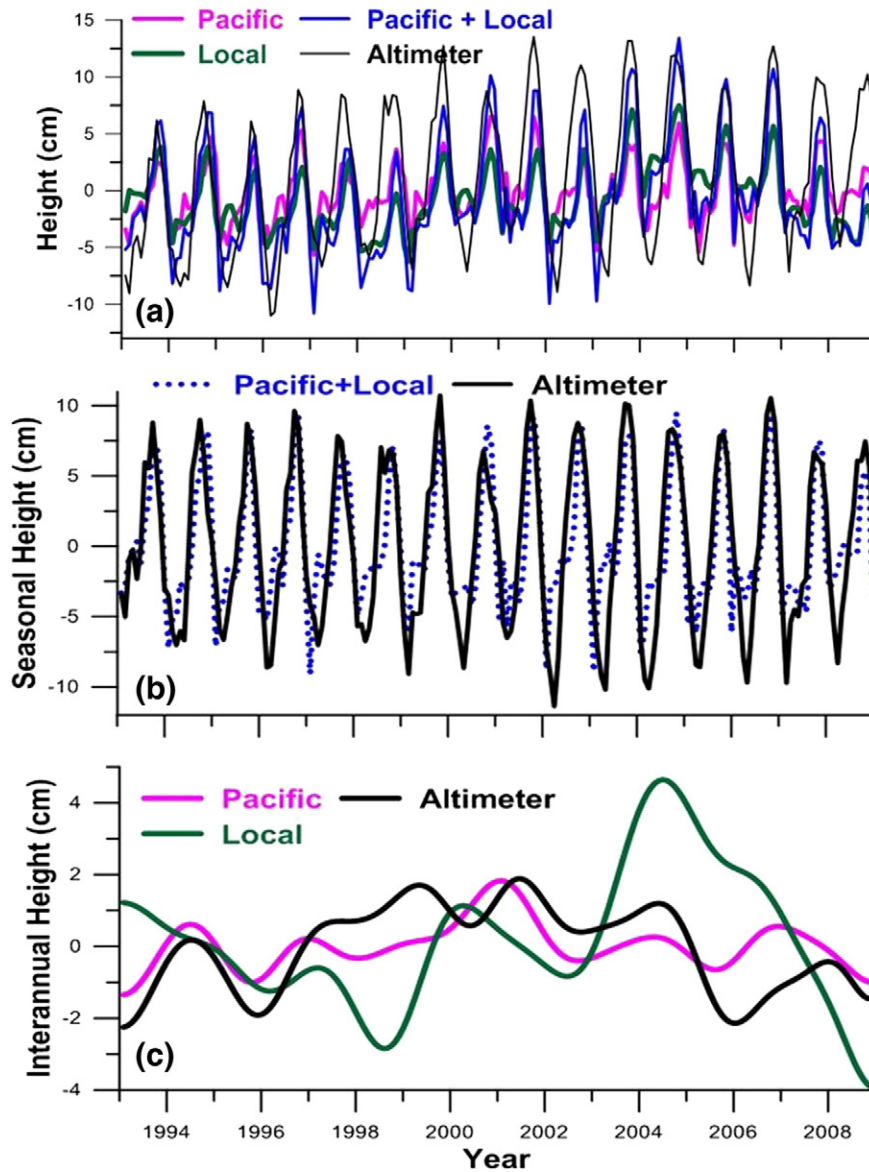 Pacific Pacific + Local
Local Altimeter
15
10
5
0
-5
-10
Height (cm)
(a)
Pacific+Local Altimeter
10
5
0
-5
-10
Seasonal Height (cm)
(b)
Pacific Altimeter
Local
4
2
0
-2
-4
Interannual Height (cm)
(c)
1994 1996 1998 2000 2002 2004 2006 2008
Year